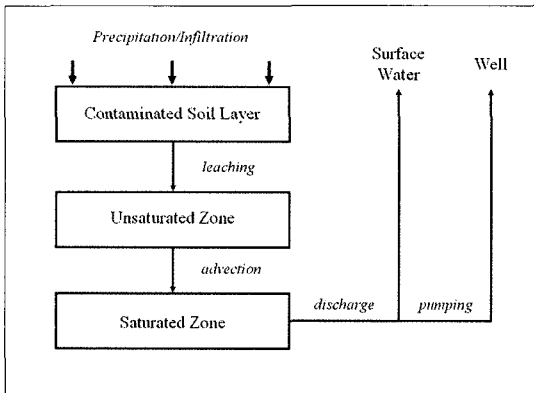 Precipitation/Infiltration
Surface
Water
Well
Contaminated Soil Layer
leaching
Unsaturated Zone
advection
Saturated Zone
discharge
pumping